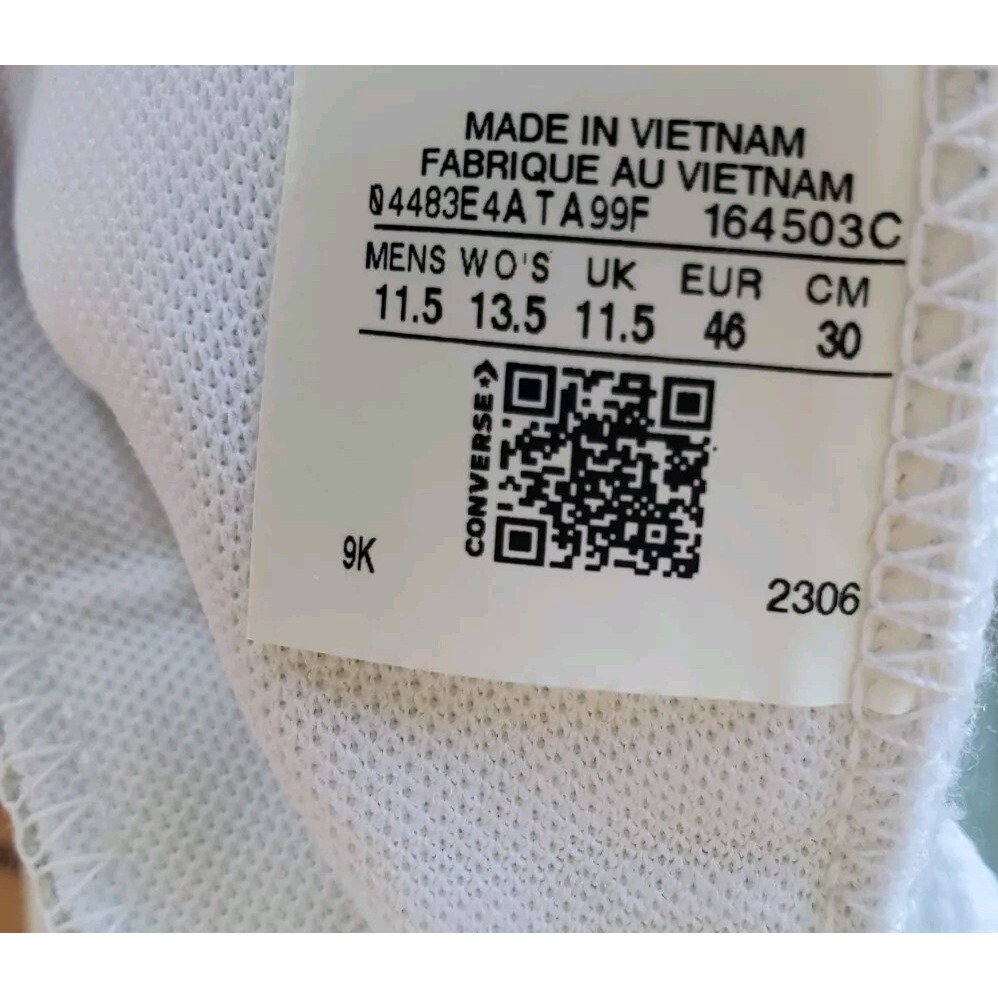 MADE IN VIETNAM
FABRIQUE AU VIETNAM
04483E4ATA99F 164503C
MENS WO'S UK EUR CM
11.5 13.5 11.5 46 30
CONVERSE
9K
2306